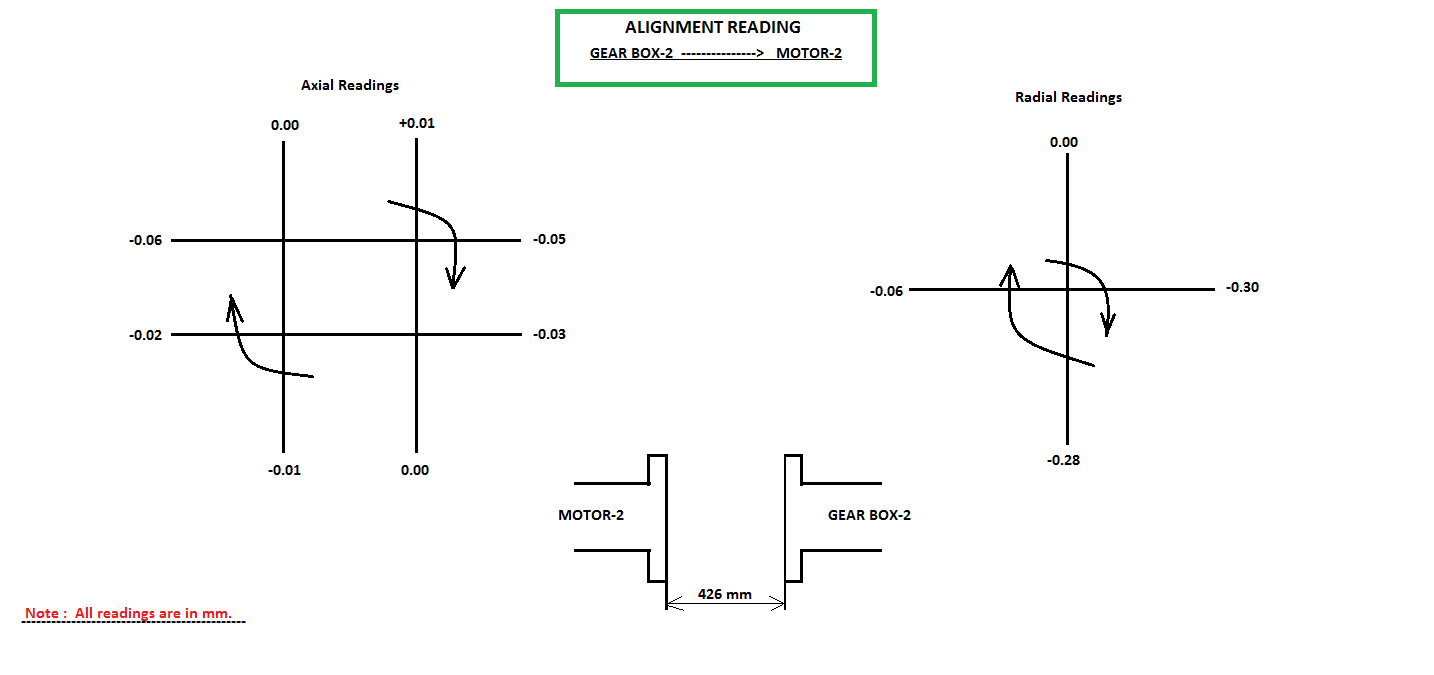 ALIGNMENT READING
GEAR BOX-2 ---------------> MOTOR-2
Axial Readings
Radial Readings
0.00
+0.01
0.00
-0.06
-0.05
-0.06
-0.30
-0.02
-0.03
-0.01
0.00
-0.28
MOTOR-2
GEAR BOX-2
426 mm
Note : All readings are in mm.